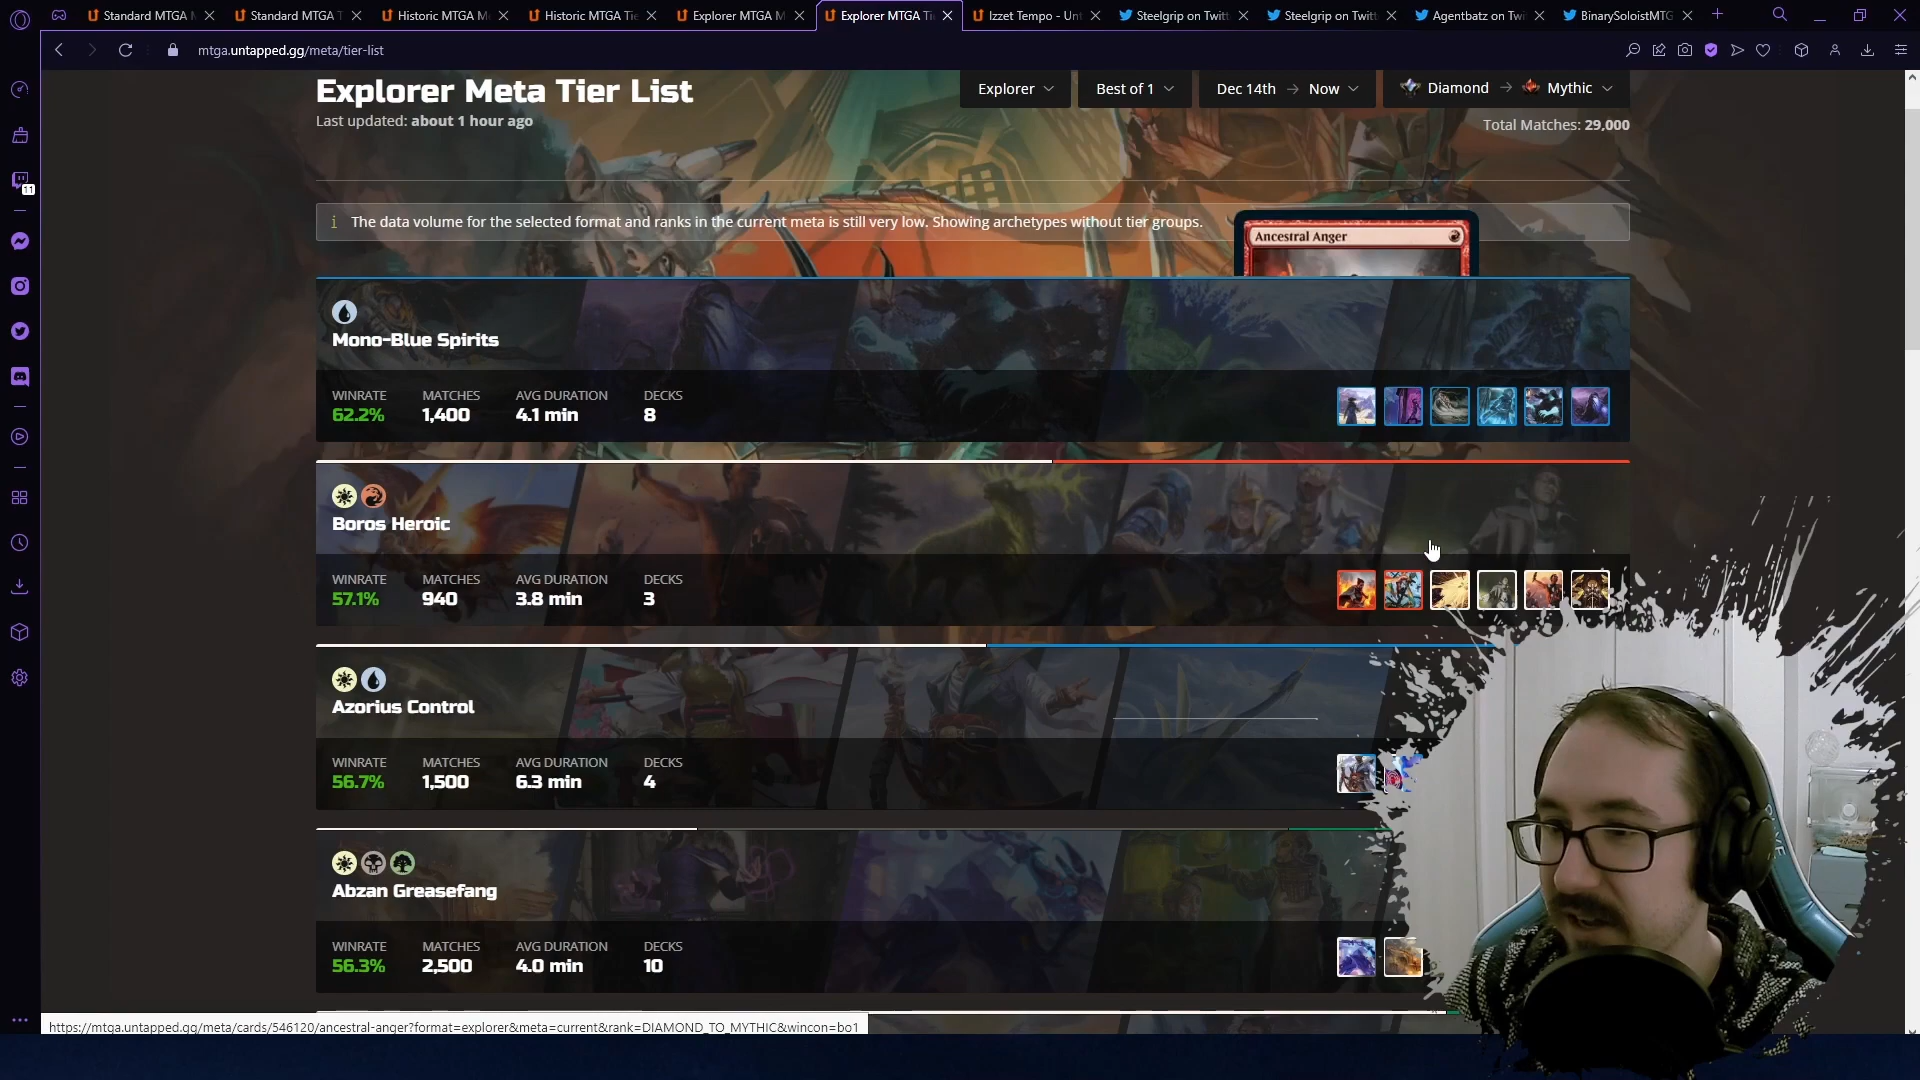 Standard MTGA M
Standard MTGA T
Historic MTGA M
Historic MTGA Tie
Explorer MTGA M
Explorer MTGA Ti
Izzet Tempo - Unt
Steelgrip on Twitt
Steelgrip on Twitt
Agentbatz on Twi
BinarySoloistMTG
mtga.untapped.gg/meta/tier-list
11
Explorer Meta Tier List
Explorer
Best of 1
Dec 14th → Now
Diamond → Mythic
Last updated: about 1 hour ago
Total Matches: 29,000
i The data volume for the selected format and ranks in the current meta is still very low. Showing archetypes without tier groups.
Ancestral Anger
Mono-Blue Spirits
WINRATE MATCHES AVG DURATION DECKS
62.2% 1,400 4.1 min 8
Boros Heroic
WINRATE MATCHES AVG DURATION DECKS
57.1% 940 3.8 min 3
Azorius Control
WINRATE MATCHES AVG DURATION DECKS
56.7% 1,500 6.3 min 4
Abzan Greasefang
WINRATE MATCHES AVG DURATION DECKS
56.3% 2,500 4.0 min 10
https://mtga.untapped.gg/meta/cards/546120/ancestral-anger?format=explorer&meta=current&rank=DIAMOND_TO_MYTHIC&wincon=bo1